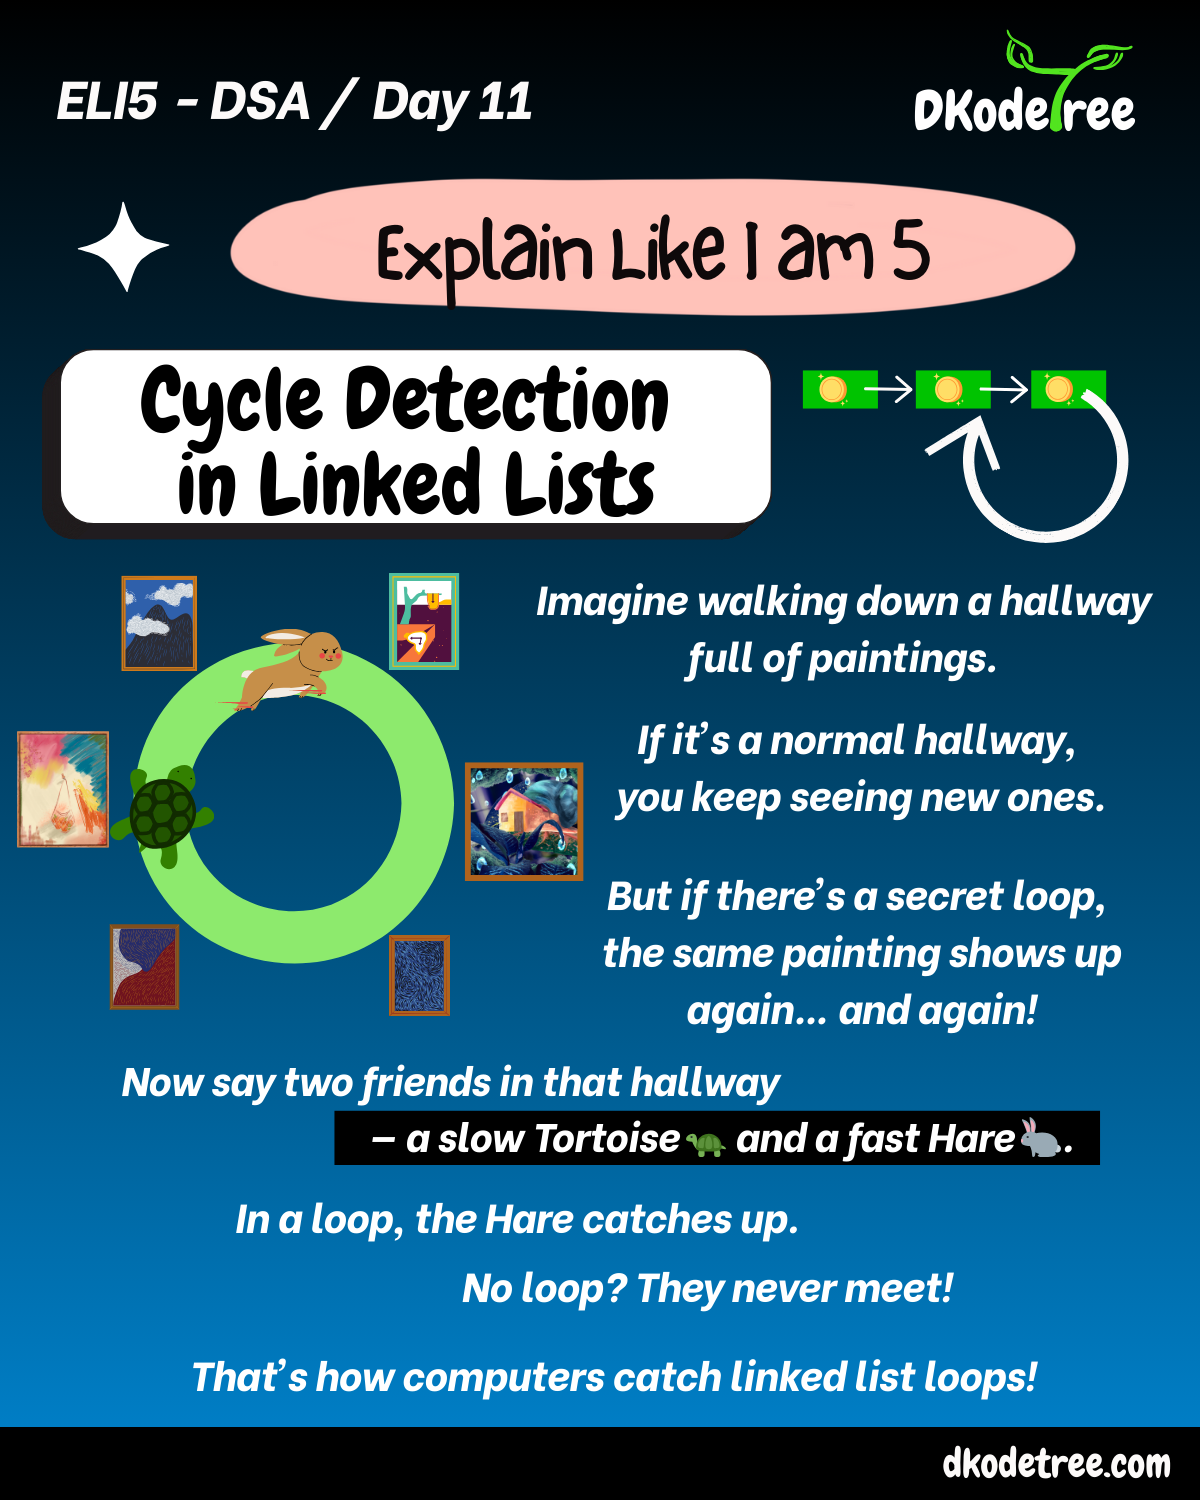 ELI5 - DSA / Day 11
DKodeTree
Explain Like I am 5
Cycle Detection
in Linked Lists
Imagine walking down a hallway
full of paintings.
If it's a normal hallway,
you keep seeing new ones.
But if there's a secret loop,
the same painting shows up
again... and again!
Now say two friends in that hallway
– a slow Tortoise🐢 and a fast Hare🐇.
In a loop, the Hare catches up.
No loop? They never meet!
That's how computers catch linked list loops!
dkodetree.com